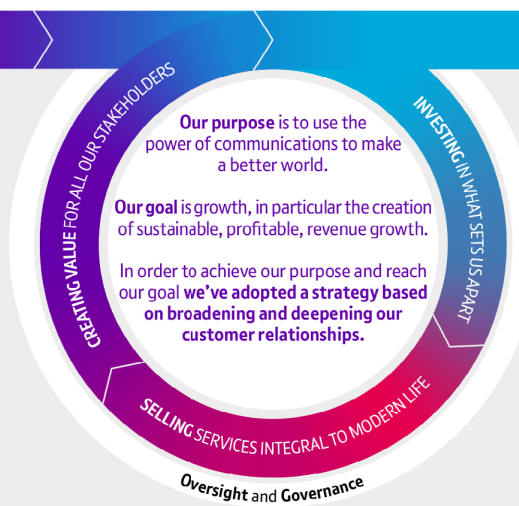 Our purpose is to use the
power of communications to make
a better world.
Our goal is growth, in particular the creation
of sustainable, profitable, revenue growth.
In order to achieve our purpose and reach
our goal we've adopted a strategy based
on broadening and deepening our
customer relationships.
INVESTING IN WHAT SETS US APART
SELLING SERVICES INTEGRAL TO MODERN LIFE
CREATING VALUE FOR ALL OUR STAKEHOLDERS
Oversight and Governance